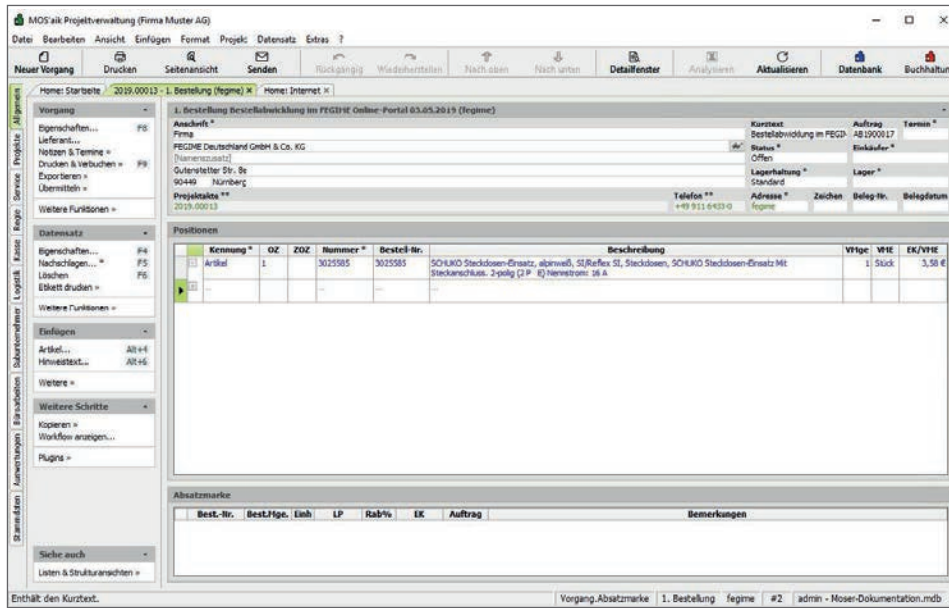 MOS'aik Projektverwaltung (Firma Muster AG)
Datei Bearbeiten Ansicht Einfügen Format Projekt Datensatz Extras ?
Neuer Vorgang Drucken Seitenansicht Senden Rückgängig Wiederherstellen Nach oben Nach unten Detailfenster Analysieren Aktualisieren Datenbank Buchhaltun
Home: Startseite 2019.00013 - 1. Bestellung (fegime) Home: Internet
Allgemein
Projekte
Service
Regie
Kasse
Logistik
Subunternehmer
Büroarbeiten
Auswertungen
Stammdaten
Vorgang
Eigenschaften... F8
Lieferant...
Notizen & Termine »
Drucken & Verbuchen » F9
Exportieren »
Übermitteln »
Weitere Funktionen »
Datensatz
Eigenschaften... F4
Nachschlagen... * F5
Löschen F6
Etikett drucken »
Weitere Funktionen »
Einfügen
Artikel... Alt+4
Hinweistext... Alt+6
Weitere »
Weitere Schritte
Kopieren »
Workflow anzeigen...
Plugins »
Siehe auch
Listen & Strukturansichten »
1. Bestellung Bestellabwicklung im FEGIME Online-Portal 03.05.2019 (fegime)
Anschrift * Kurztext Auftrag Termin *
Firma Bestellabwicklung im FEGI AB1900017
FEGIME Deutschland GmbH & Co. KG Status * Einkäufer *
[Namenszusatz] Offen
Gutenstetter Str. 8e Lagerhaltung * Lager *
90449 Nürnberg Standard
Projektakte ** Telefon ** Adresse * Zeichen Beleg-Nr. Belegdatum
2019.00013 +49 911 6433-0 fegime
Positionen
Kennung * OZ ZOZ Nummer * Bestell-Nr. Beschreibung VMge VME EK/VME
Artikel 1 3025585 3025585 SCHUKO Steckdosen-Einsatz, alpinweiß, SI/Reflex SI, Steckdosen, SCHUKO Steckdosen-Einsatz Mit 1 Stück 3,58 €
Steckanschluss. 2-polig (2 P E) Nennstrom: 16 A
... ... ... ...
Absatzmarke
Best.-Nr. Best.Mge. Einh LP Rab% EK Auftrag Bemerkungen
Enthält den Kurztext. Vorgang.Absatzmarke 1. Bestellung fegime #2 admin - Moser-Dokumentation.mdb